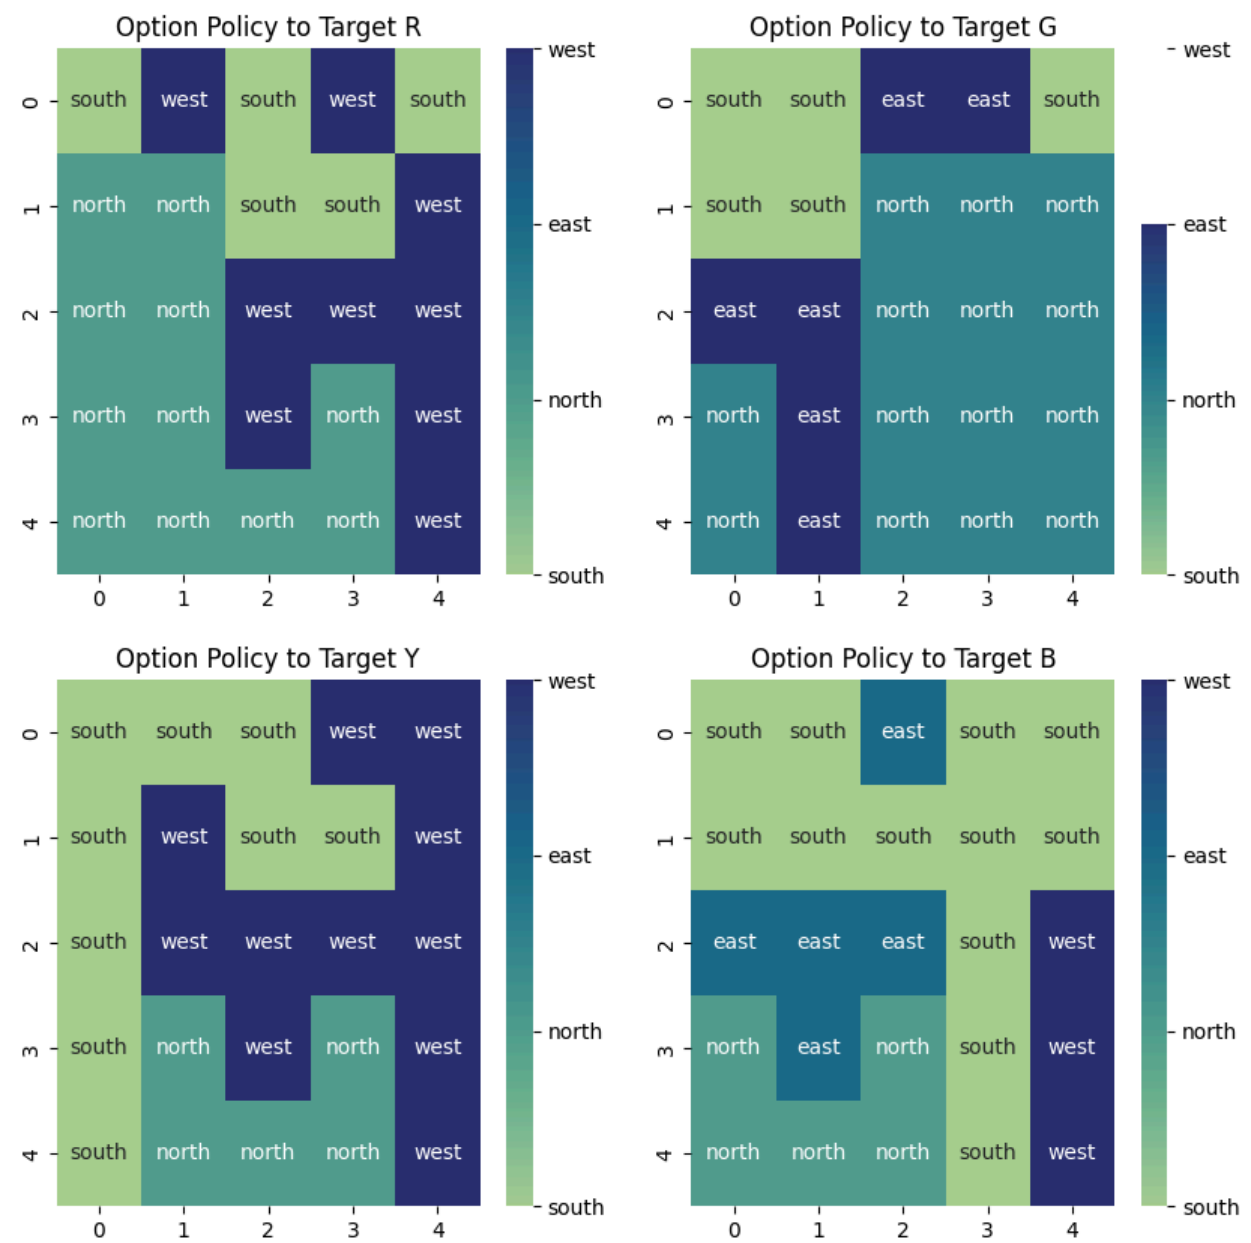 Option Policy to Target R
0 south west south west south west
1 north north south south west east
2 north north west west west
3 north north west north west north
4 north north north north west south
0 1 2 3 4
Option Policy to Target G
0 south south east east south west
1 south south north north north east
2 east east north north north
3 north east north north north north
4 north east north north north south
0 1 2 3 4
Option Policy to Target Y
0 south south south west west west
1 south west south south west east
2 south west west west west
3 south north west north west north
4 south north north north west south
0 1 2 3 4
Option Policy to Target B
0 south south east south south west
1 south south south south south east
2 east east east south west
3 north east north south west north
4 north north north south west south
0 1 2 3 4